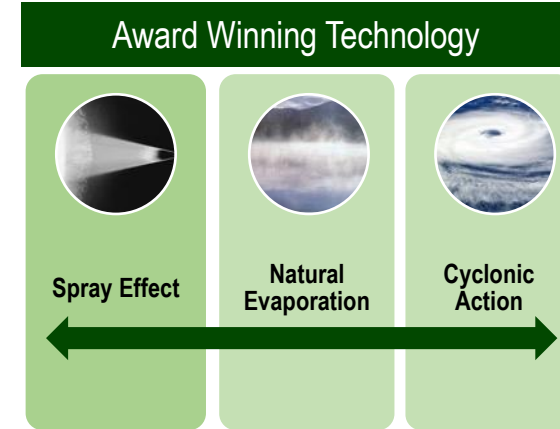 Award Winning Technology
Spray Effect
Natural
Evaporation
Cyclonic
Action